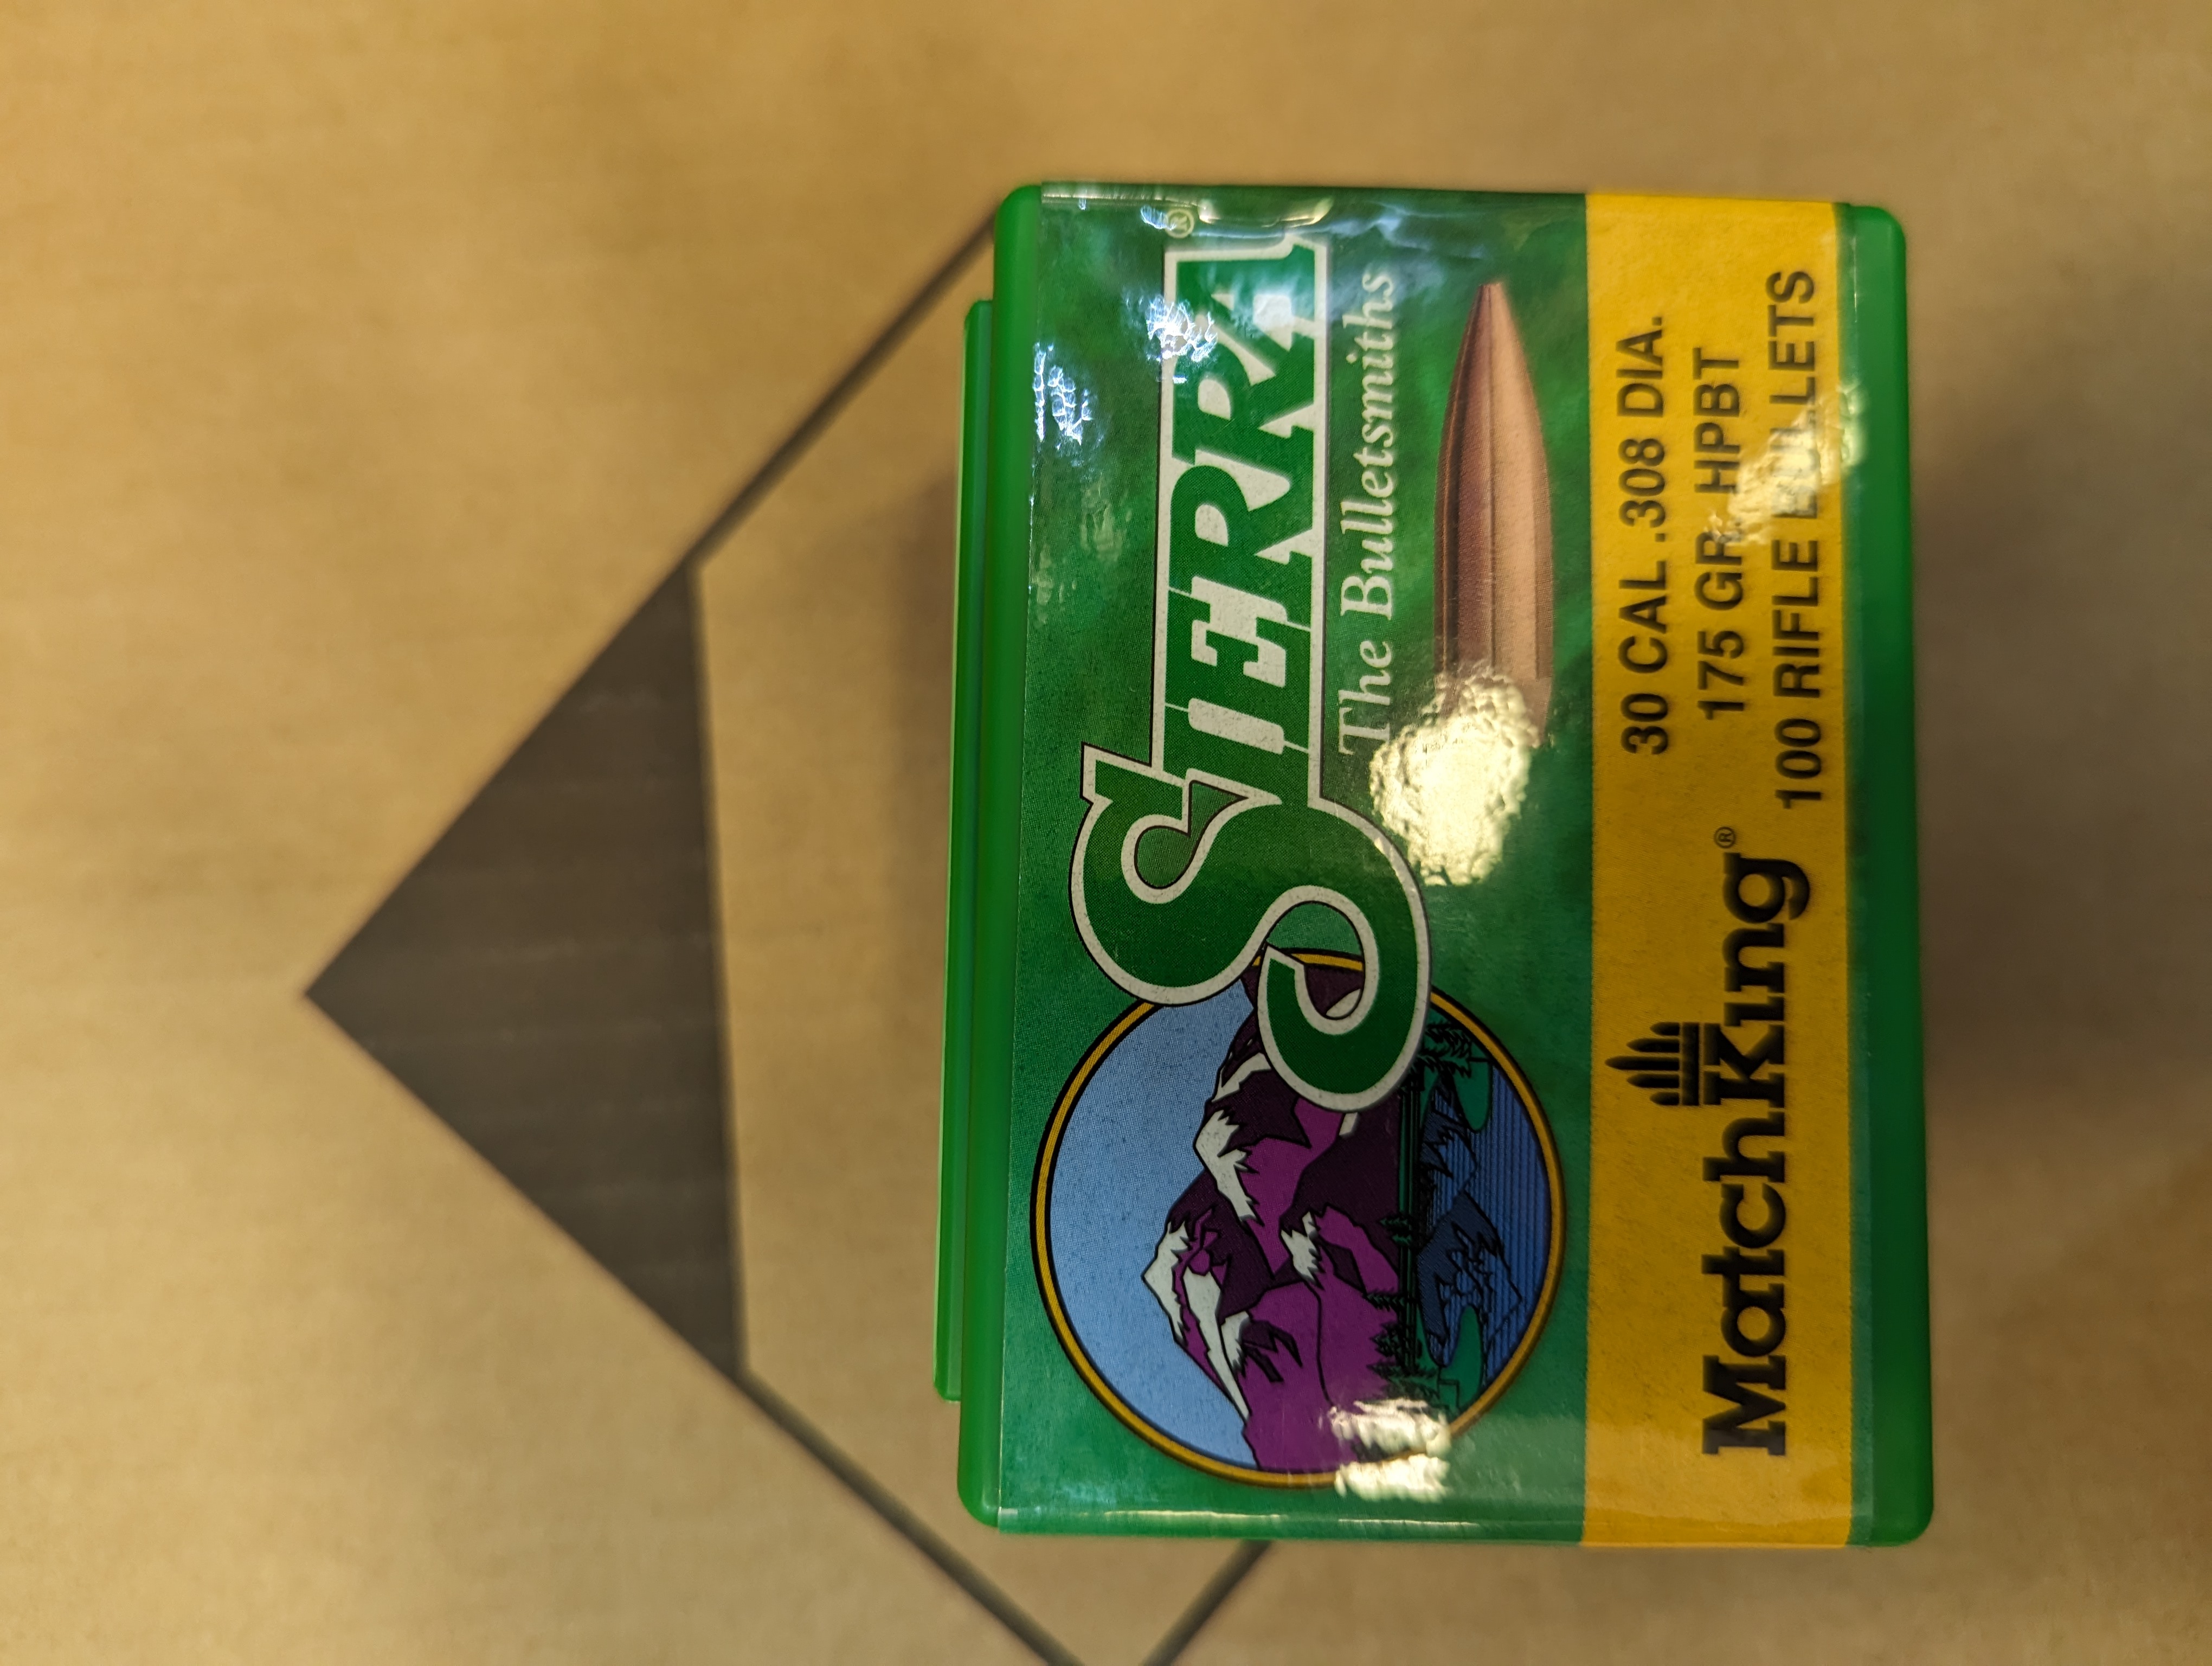 SIERRA®
The Bulletsmiths
MatchKing®
30 CAL .308 DIA.
175 GR. HPBT
100 RIFLE BULLETS